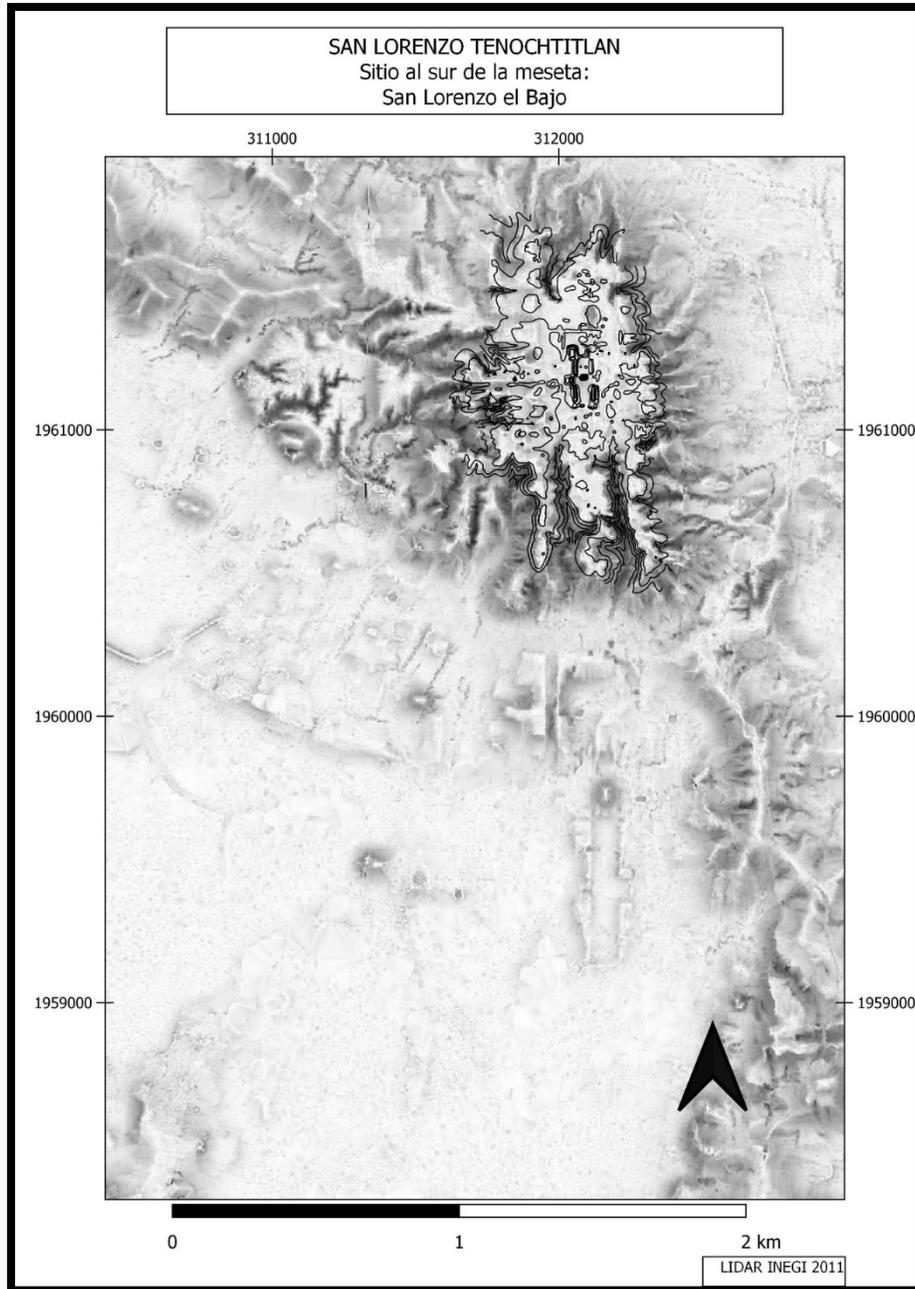 SAN LORENZO TENOCHTITLAN
Sitio al sur de la meseta:
San Lorenzo el Bajo
311000 312000
1961000 1961000
1960000 1960000
1959000 1959000
0 1 2 km
LIDAR INEGI 2011